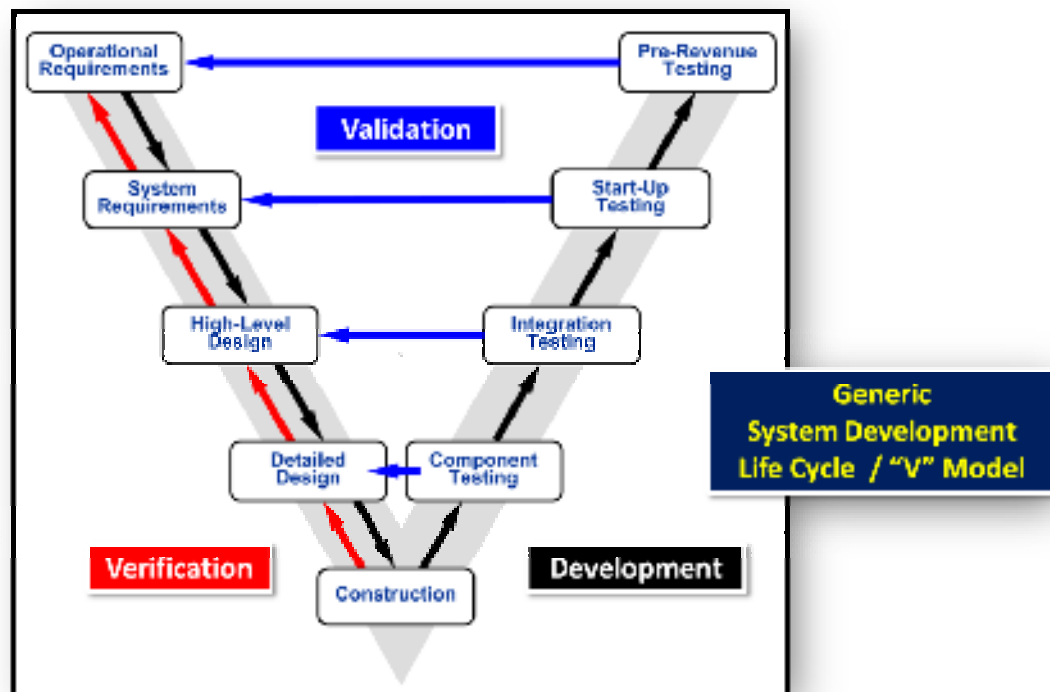 Operational
Requirements
Pre-Revenue
Testing
Validation
System
Requirements
Start-Up
Testing
High-Level
Design
Integration
Testing
Generic
System Development
Life Cycle / “V” Model
Detailed
Design
Component
Testing
Verification
Development
Construction